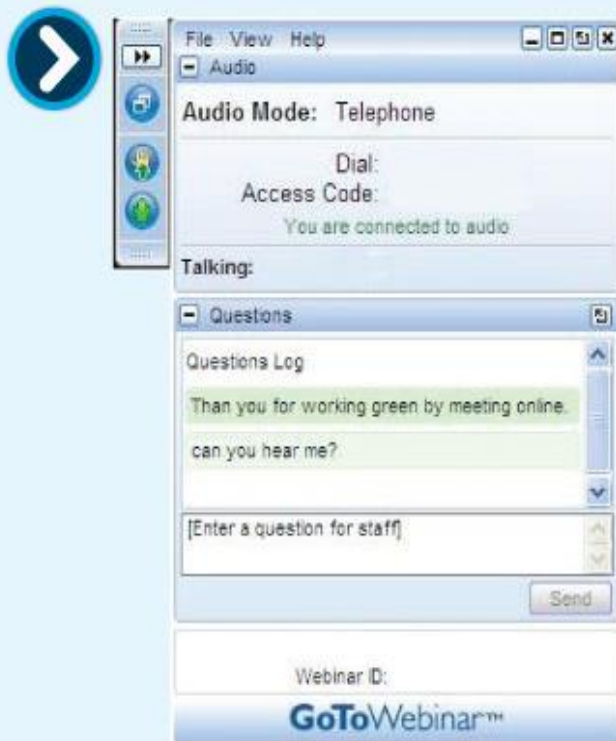 File View Help
Audio
Audio Mode: Telephone
Dial:
Access Code:
You are connected to audio
Talking:
Questions
Questions Log
Than you for working green by meeting online.
can you hear me?
[Enter a question for staff]
Send
Webinar ID:
GoToWebinar™